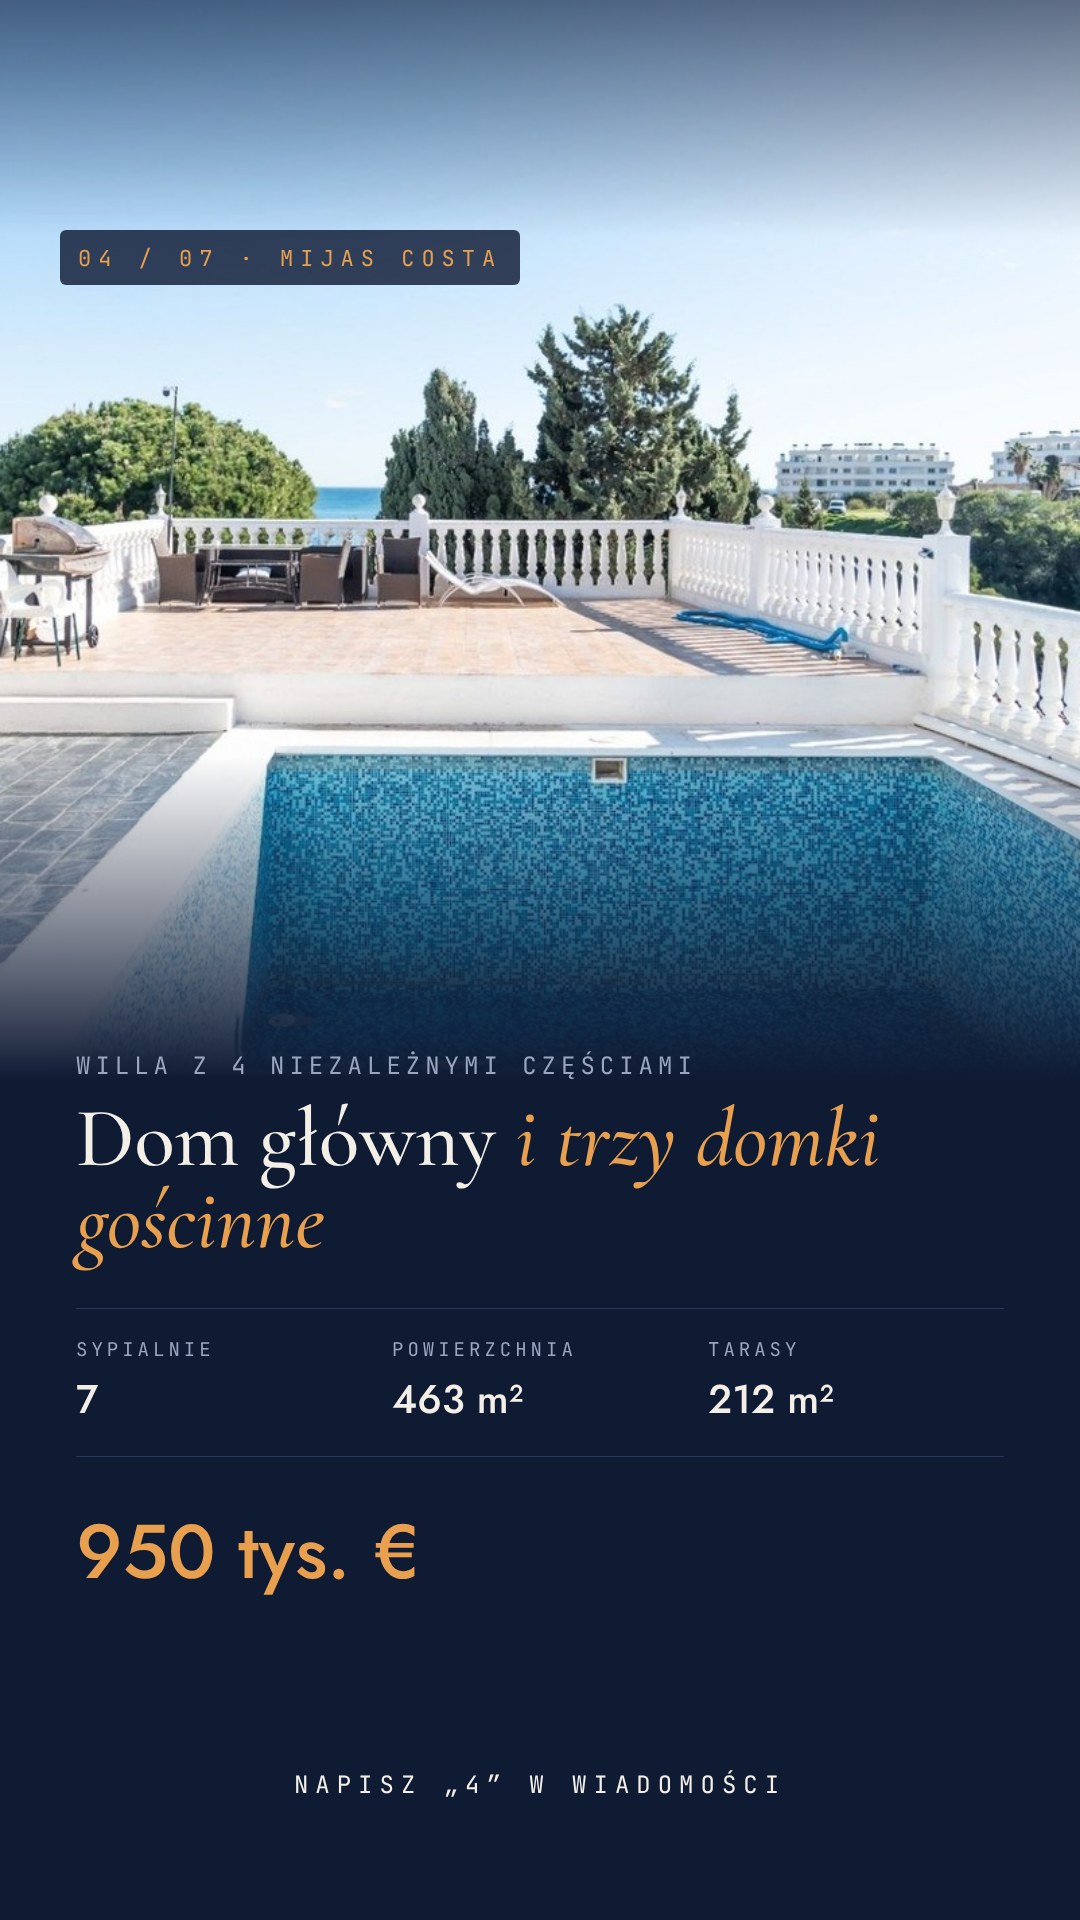 04 / 07 · MIJAS COSTA
WILLA Z 4 NIEZALEŻNYMI CZĘŚCIAMI
Dom główny i trzy domki
gościnne
SYPIALNIE POWIERZCHNIA TARASY
7 463 m² 212 m²
950 tys. €
NAPISZ „4” W WIADOMOŚCI